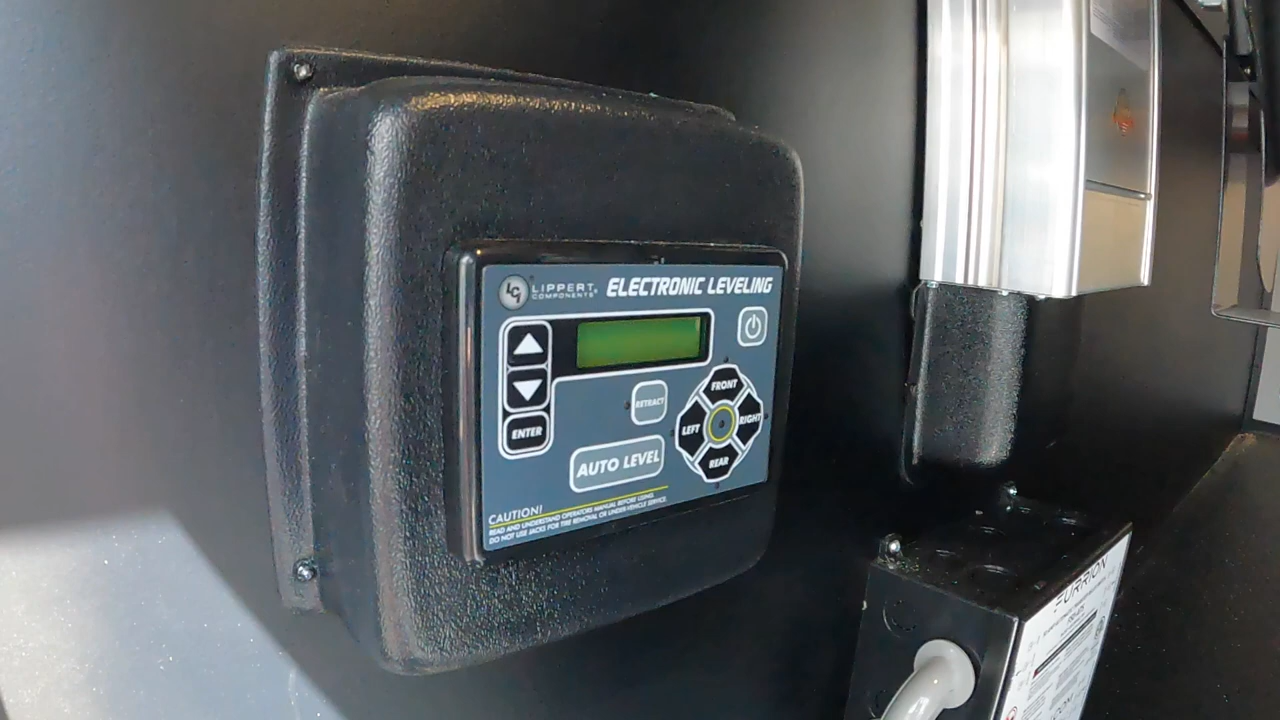 LCI LIPPERT COMPONENTS ELECTRONIC LEVELING
ENTER
RETRACT
AUTO LEVEL
FRONT
LEFT
RIGHT
REAR
CAUTION!
READ AND UNDERSTAND OPERATORS MANUAL BEFORE USING.
DO NOT USE JACKS FOR TIRE REMOVAL OR UNDER-VEHICLE SERVICE.
FURRION